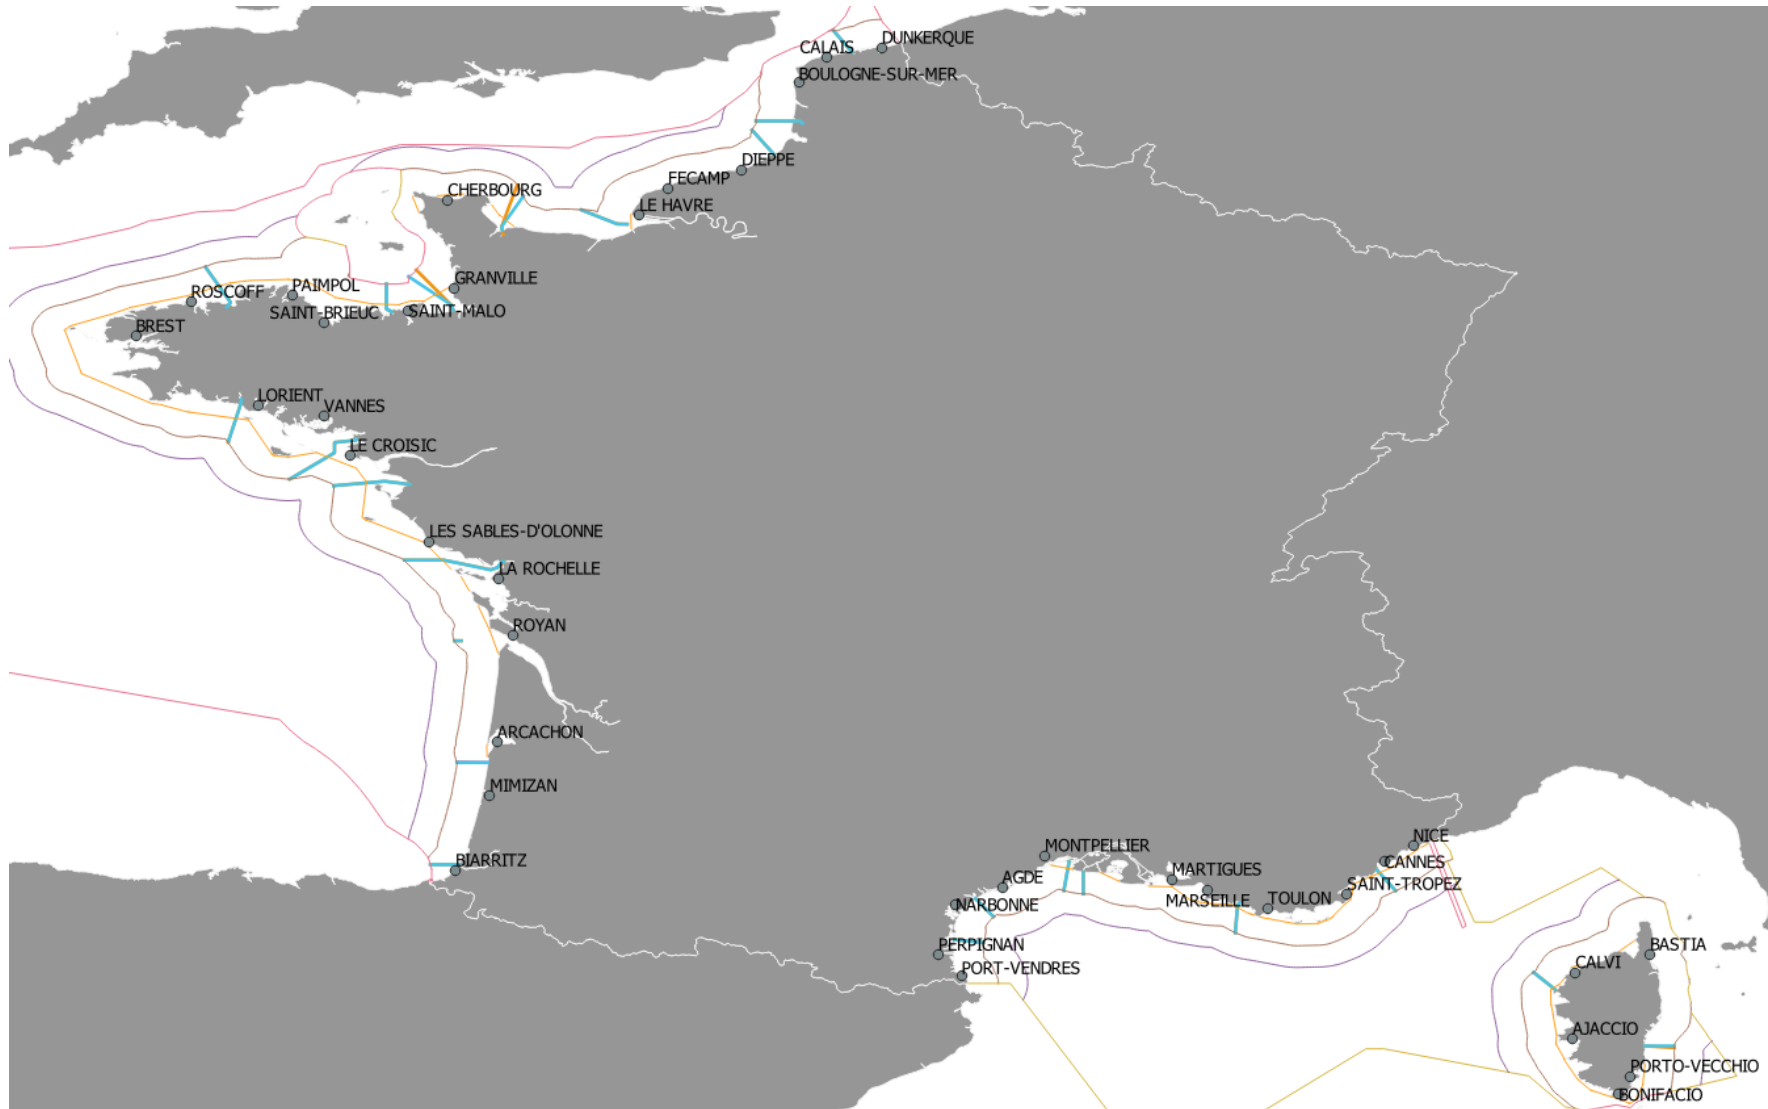 DUNKERQUE
CALAIS
BOULOGNE-SUR-MER
DIEPPE
FECAMP
CHERBOURG
LE HAVRE
GRANVILLE
PAIMPOL
ROSCOFF
SAINT-BRIEUC
SAINT-MALO
BREST
LORIENT
VANNES
LE CROISIC
LES SABLES-D'OLONNE
LA ROCHELLE
ROYAN
ARCACHON
MIMIZAN
BIARRITZ
NICE
MONTPELLIER
CANNES
MARTIGUES
AGDE
SAINT-TROPEZ
MARSEILLE
TOULON
NARBONNE
PERPIGNAN
BASTIA
PORT-VENDRES
CALVI
AJACCIO
PORTO-VECCHIO
BONIFACIO